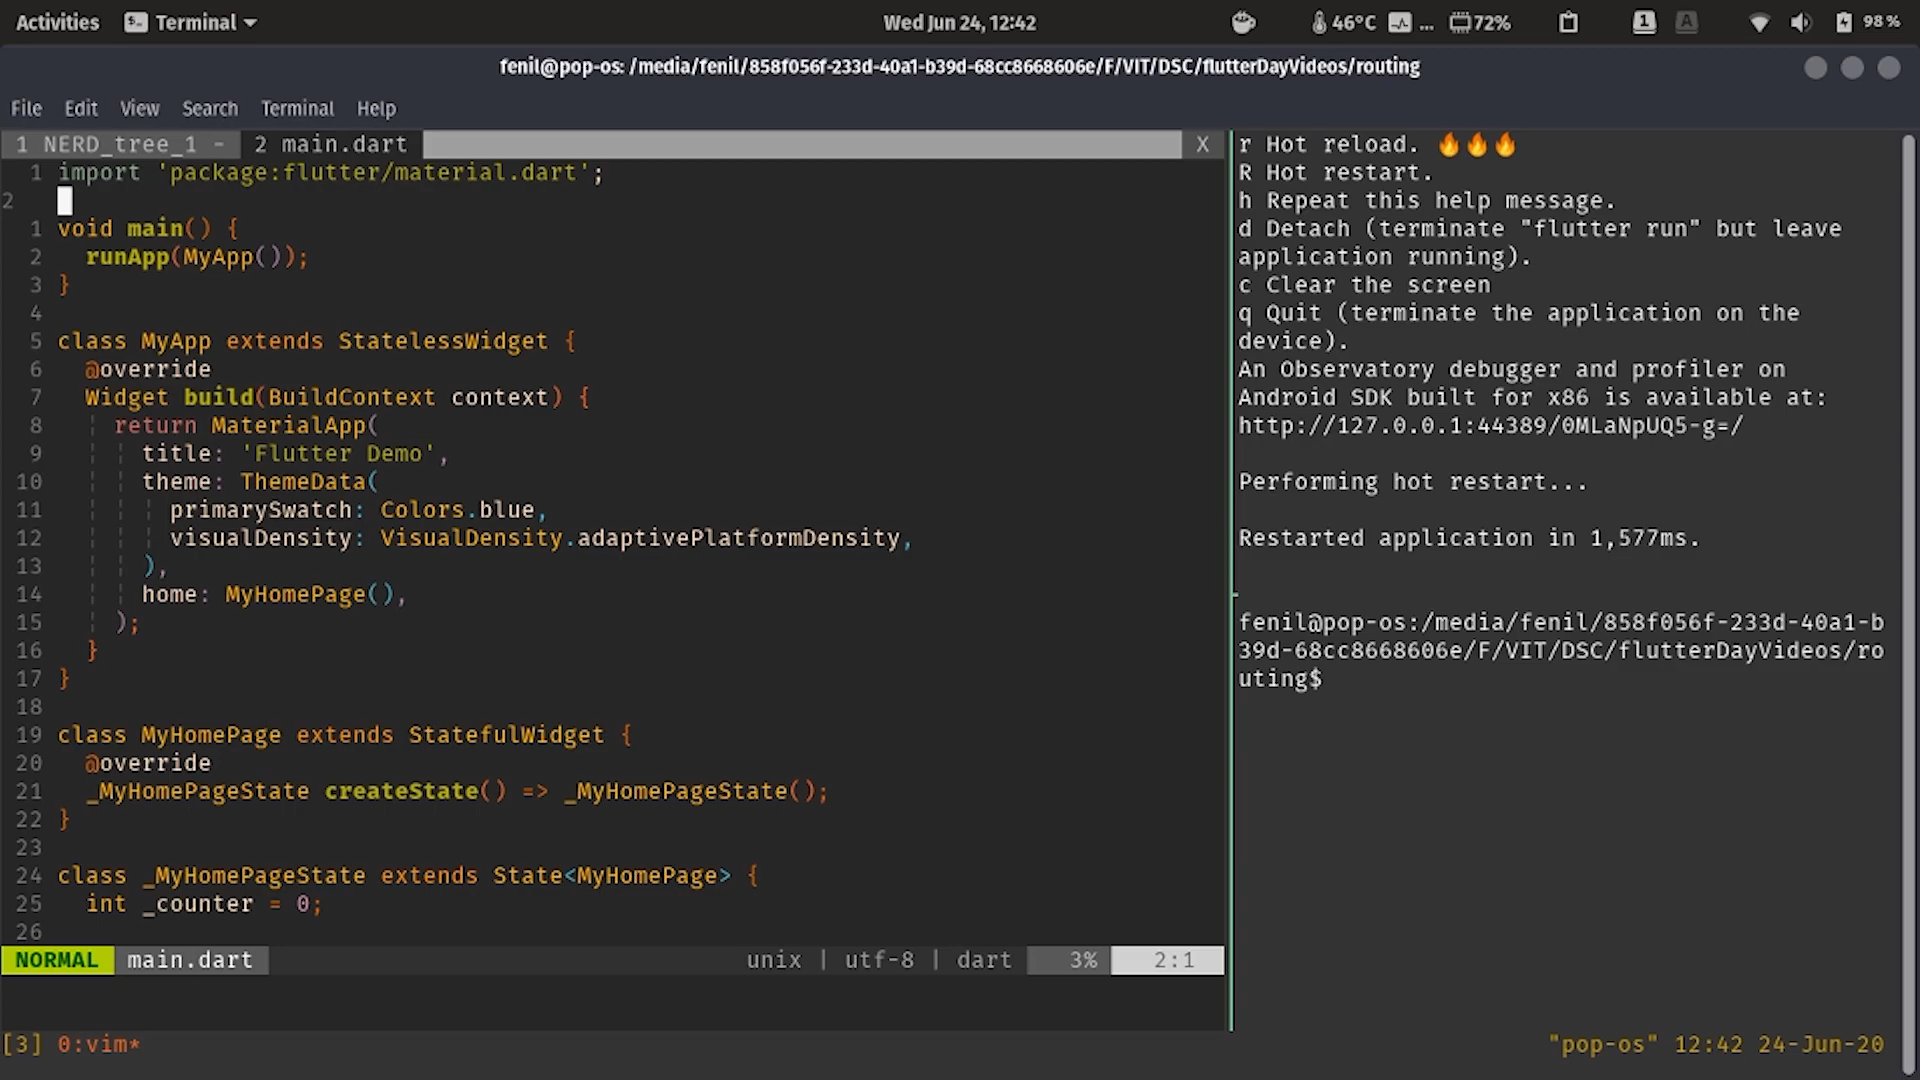 Activities Terminal Wed Jun 24, 12:42 46°C ... 72% 1 A 98 %
fenil@pop-os: /media/fenil/858f056f-233d-40a1-b39d-68cc8668606e/F/VIT/DSC/flutterDayVideos/routing
File Edit View Search Terminal Help
1 NERD_tree_1 - 2 main.dart X
1 import 'package:flutter/material.dart';
2
1 void main() {
2   runApp(MyApp());
3 }
4
5 class MyApp extends StatelessWidget {
6   @override
7   Widget build(BuildContext context) {
8     return MaterialApp(
9       title: 'Flutter Demo',
10       theme: ThemeData(
11         primarySwatch: Colors.blue,
12         visualDensity: VisualDensity.adaptivePlatformDensity,
13       ),
14       home: MyHomePage(),
15     );
16   }
17 }
18
19 class MyHomePage extends StatefulWidget {
20   @override
21   _MyHomePageState createState() => _MyHomePageState();
22 }
23
24 class _MyHomePageState extends State<MyHomePage> {
25   int _counter = 0;
26
NORMAL main.dart unix | utf-8 | dart 3% 2:1
r Hot reload. 🔥🔥🔥
R Hot restart.
h Repeat this help message.
d Detach (terminate "flutter run" but leave
application running).
c Clear the screen
q Quit (terminate the application on the
device).
An Observatory debugger and profiler on
Android SDK built for x86 is available at:
http://127.0.0.1:44389/0MLaNpUQ5-g=/
Performing hot restart...
Restarted application in 1,577ms.
fenil@pop-os:/media/fenil/858f056f-233d-40a1-b
39d-68cc8668606e/F/VIT/DSC/flutterDayVideos/ro
uting$
[3] 0:vim* "pop-os" 12:42 24-Jun-20